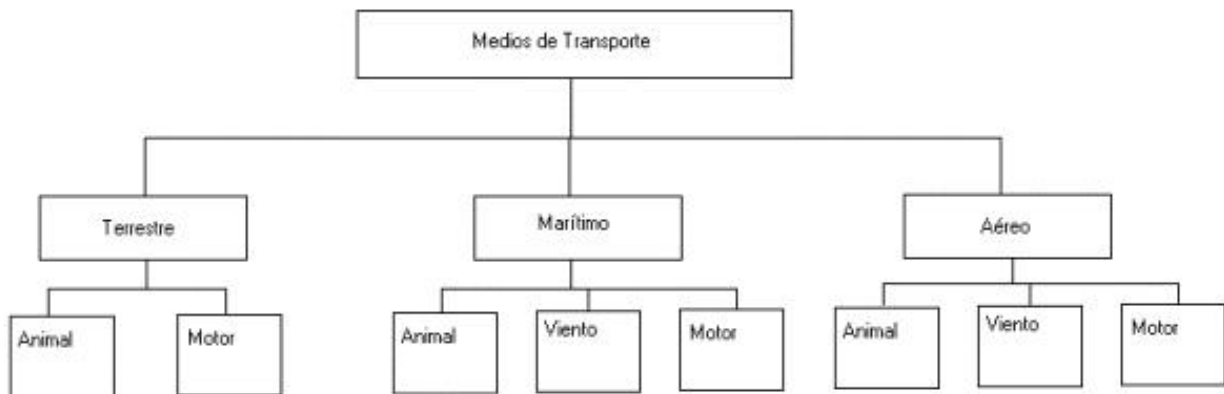 Medios de Transporte
Terrestre
Marítimo
Aéreo
Animal
Motor
Animal
Viento
Motor
Animal
Viento
Motor